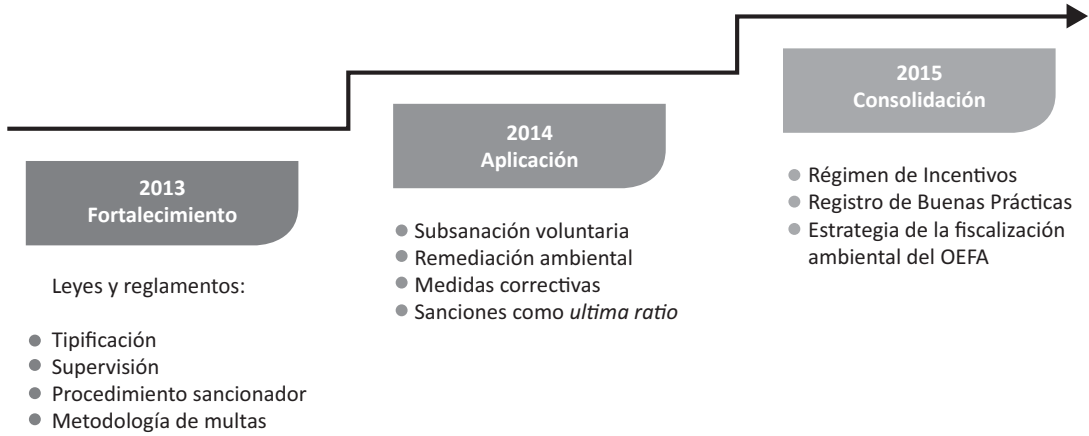 2013
Fortalecimiento
Leyes y reglamentos:
Tipificación
Supervisión
Procedimiento sancionador
Metodología de multas
2014
Aplicación
Subsanación voluntaria
Remediación ambiental
Medidas correctivas
Sanciones como ultima ratio
2015
Consolidación
Régimen de Incentivos
Registro de Buenas Prácticas
Estrategia de la fiscalización
ambiental del OEFA